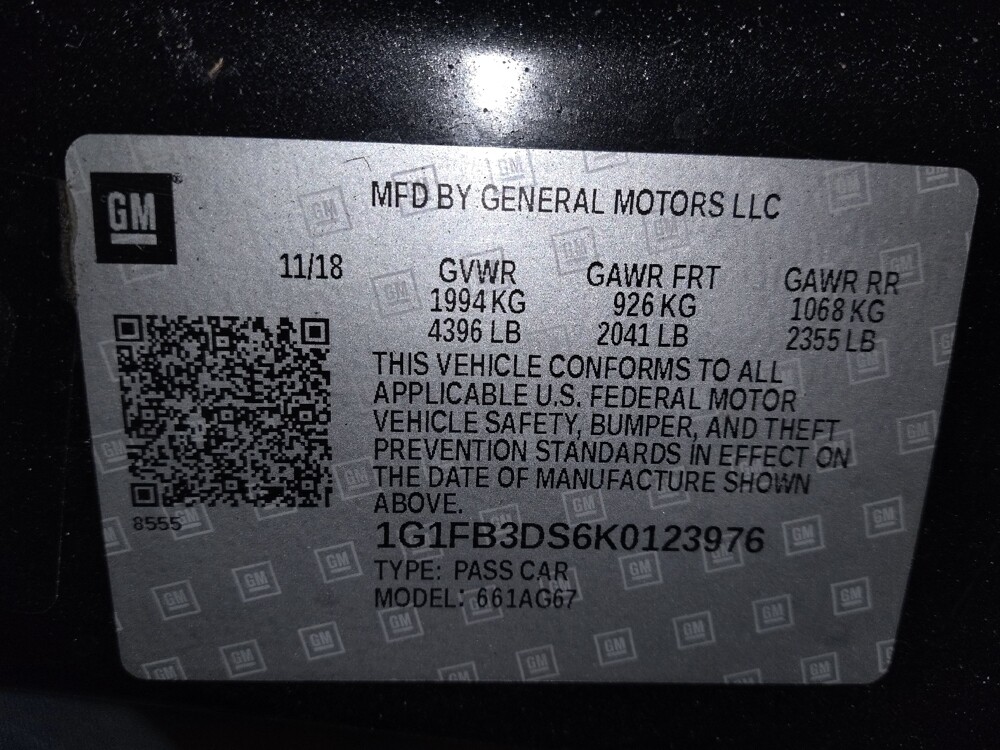 GM
MFD BY GENERAL MOTORS LLC
11/18
GVWR
1994 KG
4396 LB
GAWR FRT
926 KG
2041 LB
GAWR RR
1068 KG
2355 LB
THIS VEHICLE CONFORMS TO ALL
APPLICABLE U.S. FEDERAL MOTOR
VEHICLE SAFETY, BUMPER, AND THEFT
PREVENTION STANDARDS IN EFFECT ON
THE DATE OF MANUFACTURE SHOWN
ABOVE.
8555
1G1FB3DS6K0123976
TYPE: PASS CAR
MODEL: 661AG67